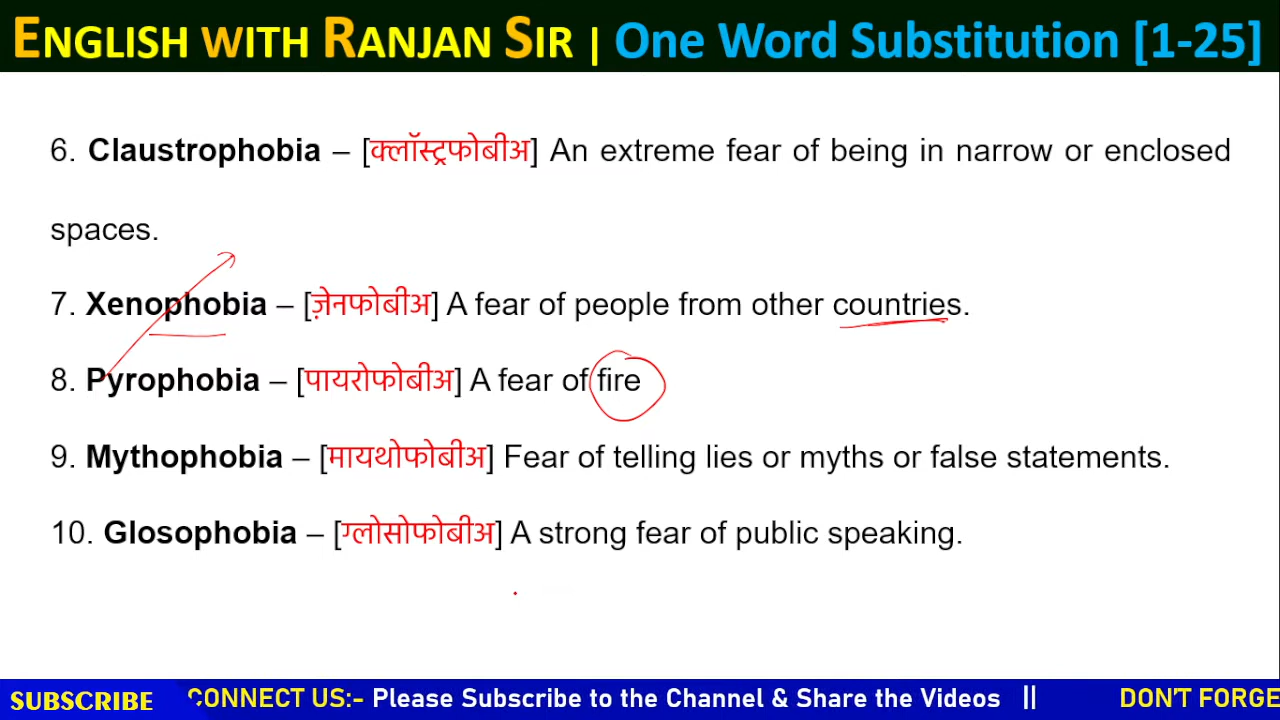 ENGLISH WITH RANJAN SIR | One Word Substitution [1-25]
6. Claustrophobia – [क्लॉस्ट्रफोबीअ] An extreme fear of being in narrow or enclosed
spaces.
7. Xenophobia – [ज़ेनफोबीअ] A fear of people from other countries.
8. Pyrophobia – [पायरोफोबीअ] A fear of fire
9. Mythophobia – [मायथोफोबीअ] Fear of telling lies or myths or false statements.
10. Glosophobia – [ग्लोसोफोबीअ] A strong fear of public speaking.
SUBSCRIBE CONNECT US:- Please Subscribe to the Channel & Share the Videos || DON'T FORGE